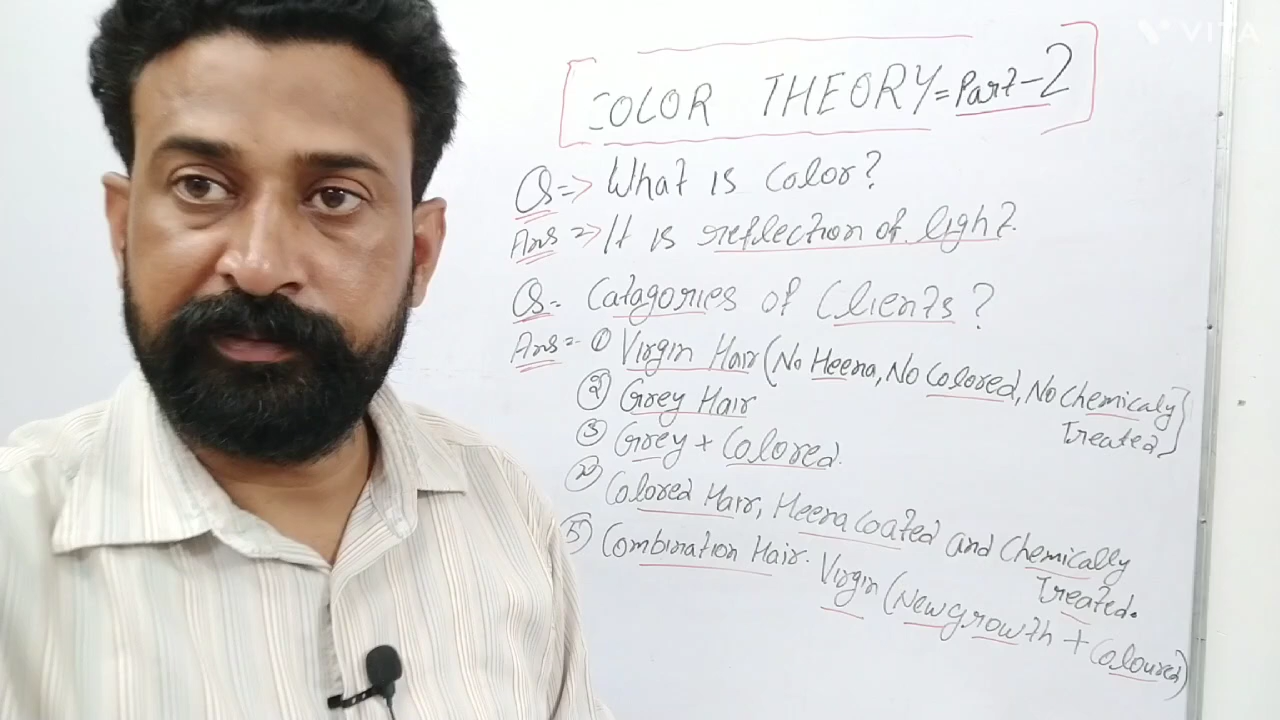 VITA
COLOR THEORY = Part-2
Q => What is Color?
Ans => It is reflection of light.
Q = Catagories of Clients?
Ans = ① Virgin Hair (No Heena, No Colored, No Chemicaly Treated)
② Grey Hair
③ Grey + Colored.
④ Colored Hair, Heena Coated and Chemically Treated.
⑤ Combination Hair. Virgin (New growth + Coloured)